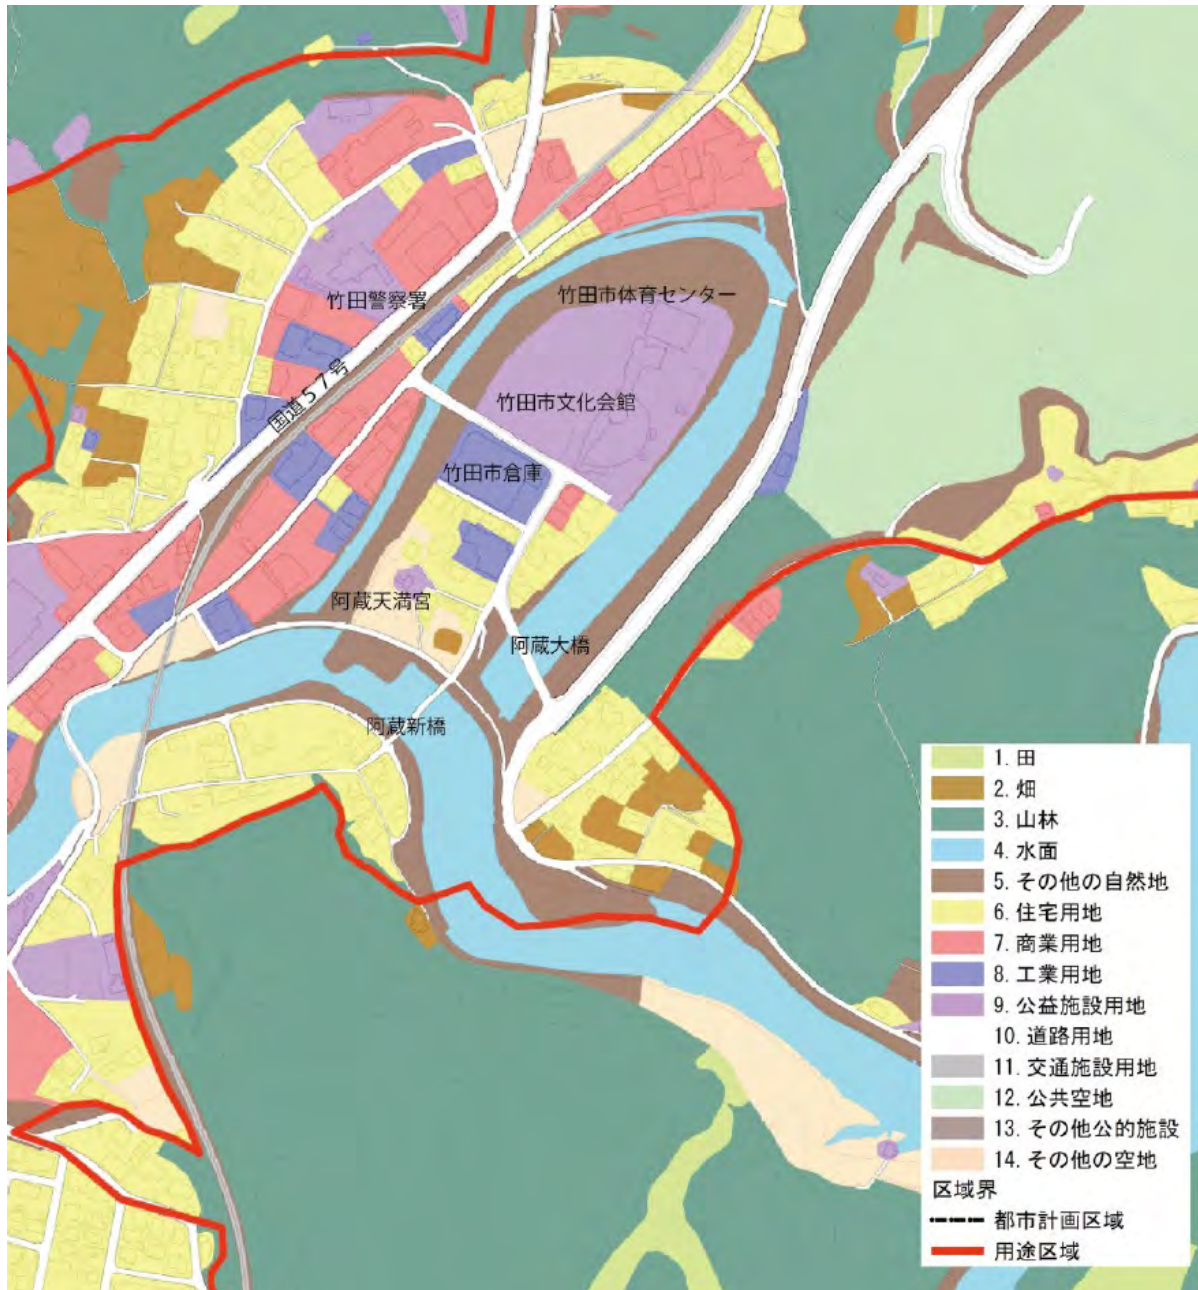 竹田警察署
竹田市体育センター
国道57号
竹田市文化会館
竹田市倉庫
阿蔵天満宮
阿蔵大橋
阿蔵新橋
1. 田
2. 畑
3. 山林
4. 水面
5. その他の自然地
6. 住宅用地
7. 商業用地
8. 工業用地
9. 公益施設用地
10. 道路用地
11. 交通施設用地
12. 公共空地
13. その他公的施設
14. その他の空地
区域界
都市計画区域
用途区域